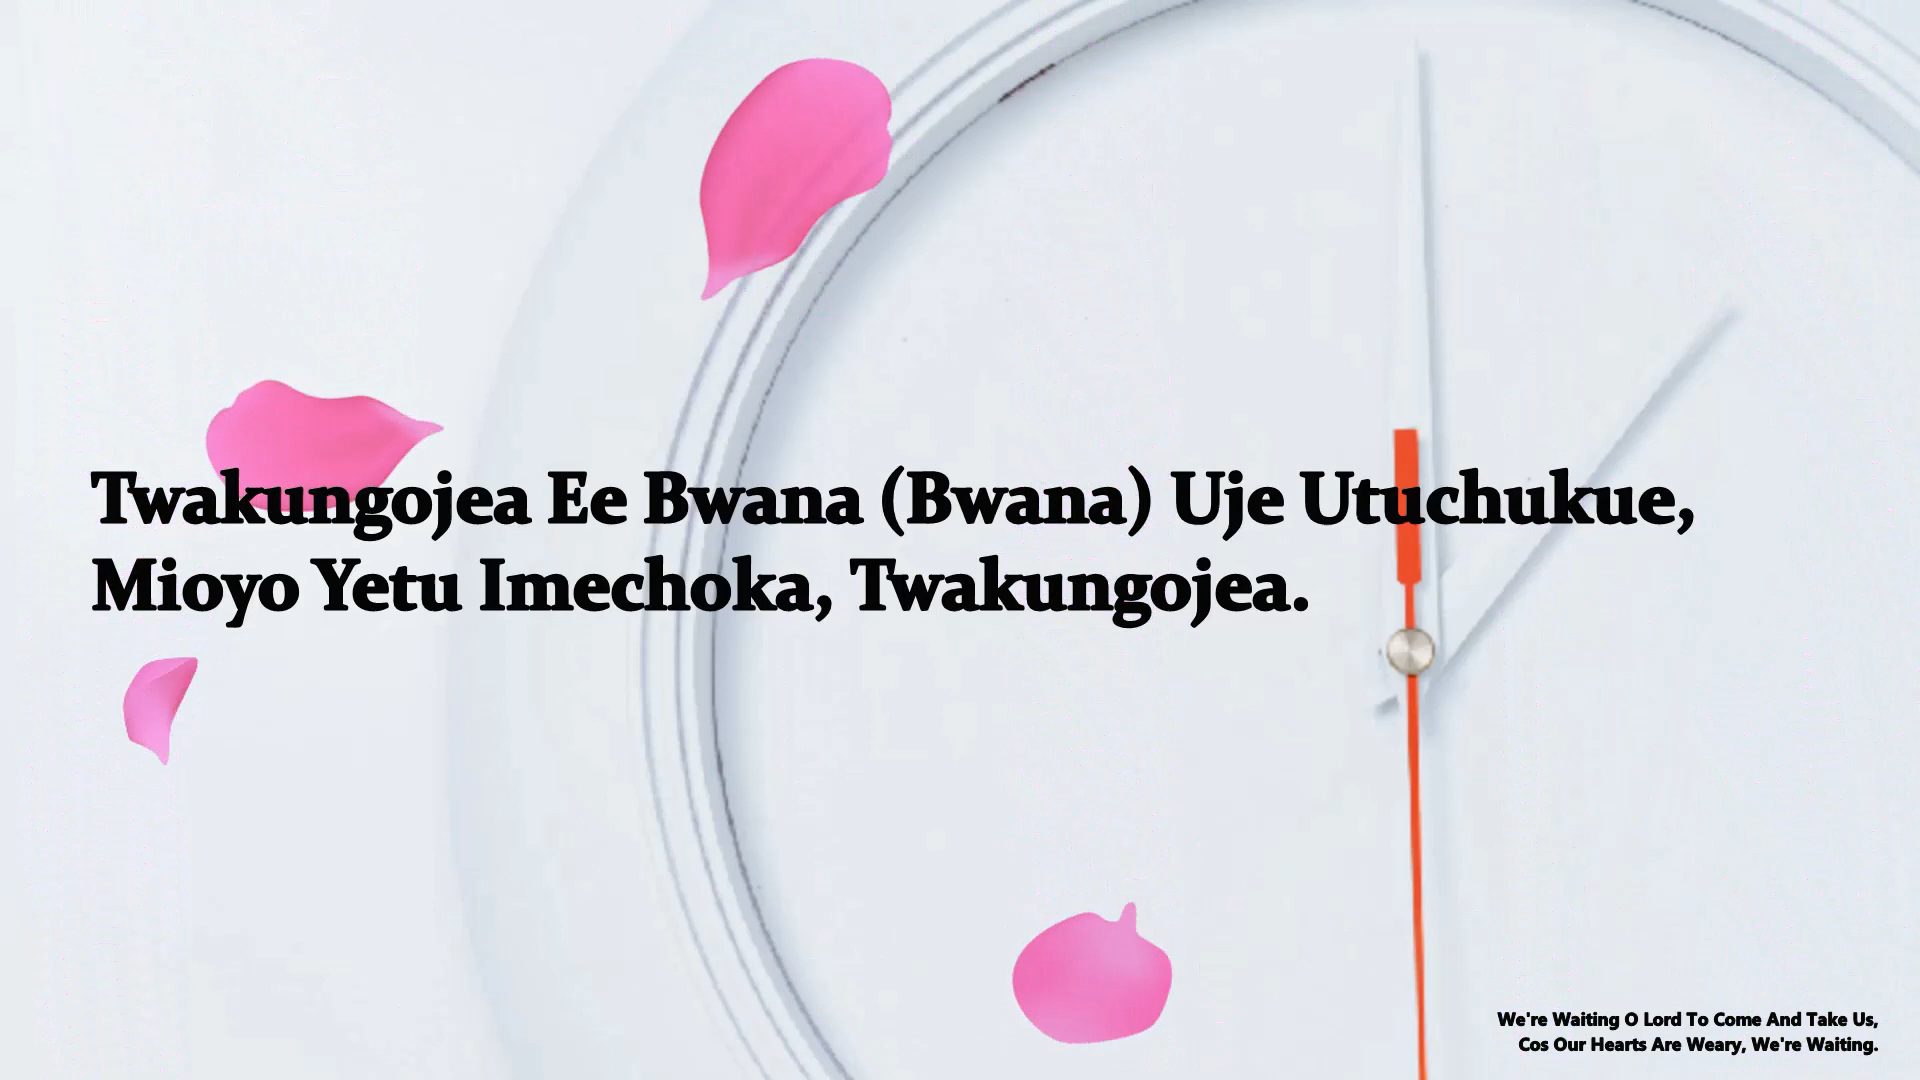 Twakungojea Ee Bwana (Bwana) Uje Utuchukue,
Mioyo Yetu Imechoka, Twakungojea.
We're Waiting O Lord To Come And Take Us,
Cos Our Hearts Are Weary, We're Waiting.